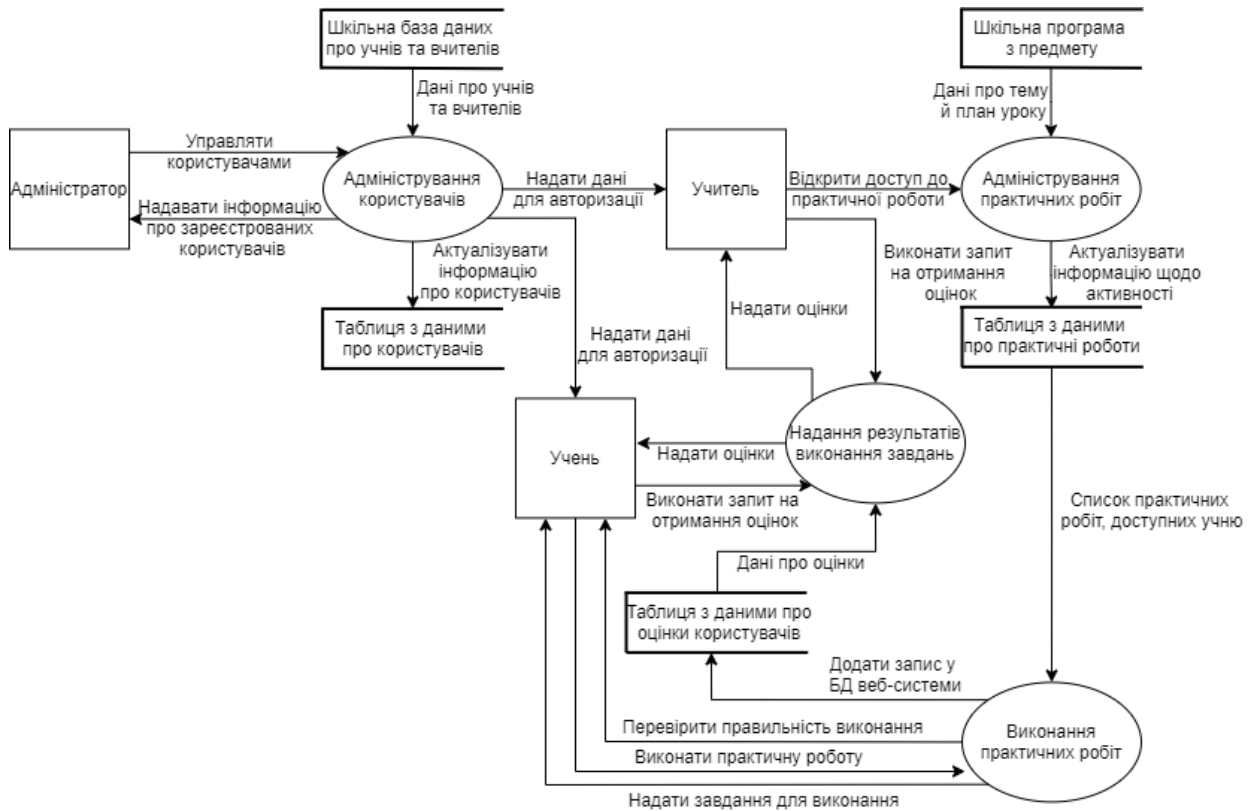 Шкільна база даних
про учнів та вчителів
Шкільна програма
з предмету
Дані про учнів
та вчителів
Дані про тему
й план уроку
Управляти
користувачами
Адміністратор
Адміністрування
користувачів
Надати дані
для авторизації
Учитель
Відкрити доступ до
практичної роботи
Адміністрування
практичних робіт
Надавати інформацію
про зареєстрованих
користувачів
Актуалізувати
інформацію
про користувачів
Виконати запит
на отримання
оцінок
Актуалізувати
інформацію щодо
активності
Надати оцінки
Таблиця з даними
про користувачів
Надати дані
для авторизації
Таблиця з даними
про практичні роботи
Учень
Надати оцінки
Надання результатів
виконання завдань
Виконати запит на
отримання оцінок
Список практичних
робіт, доступних учню
Дані про оцінки
Таблиця з даними про
оцінки користувачів
Додати запис у
БД веб-системи
Перевірити правильність виконання
Виконати практичну роботу
Виконання
практичних робіт
Надати завдання для виконання